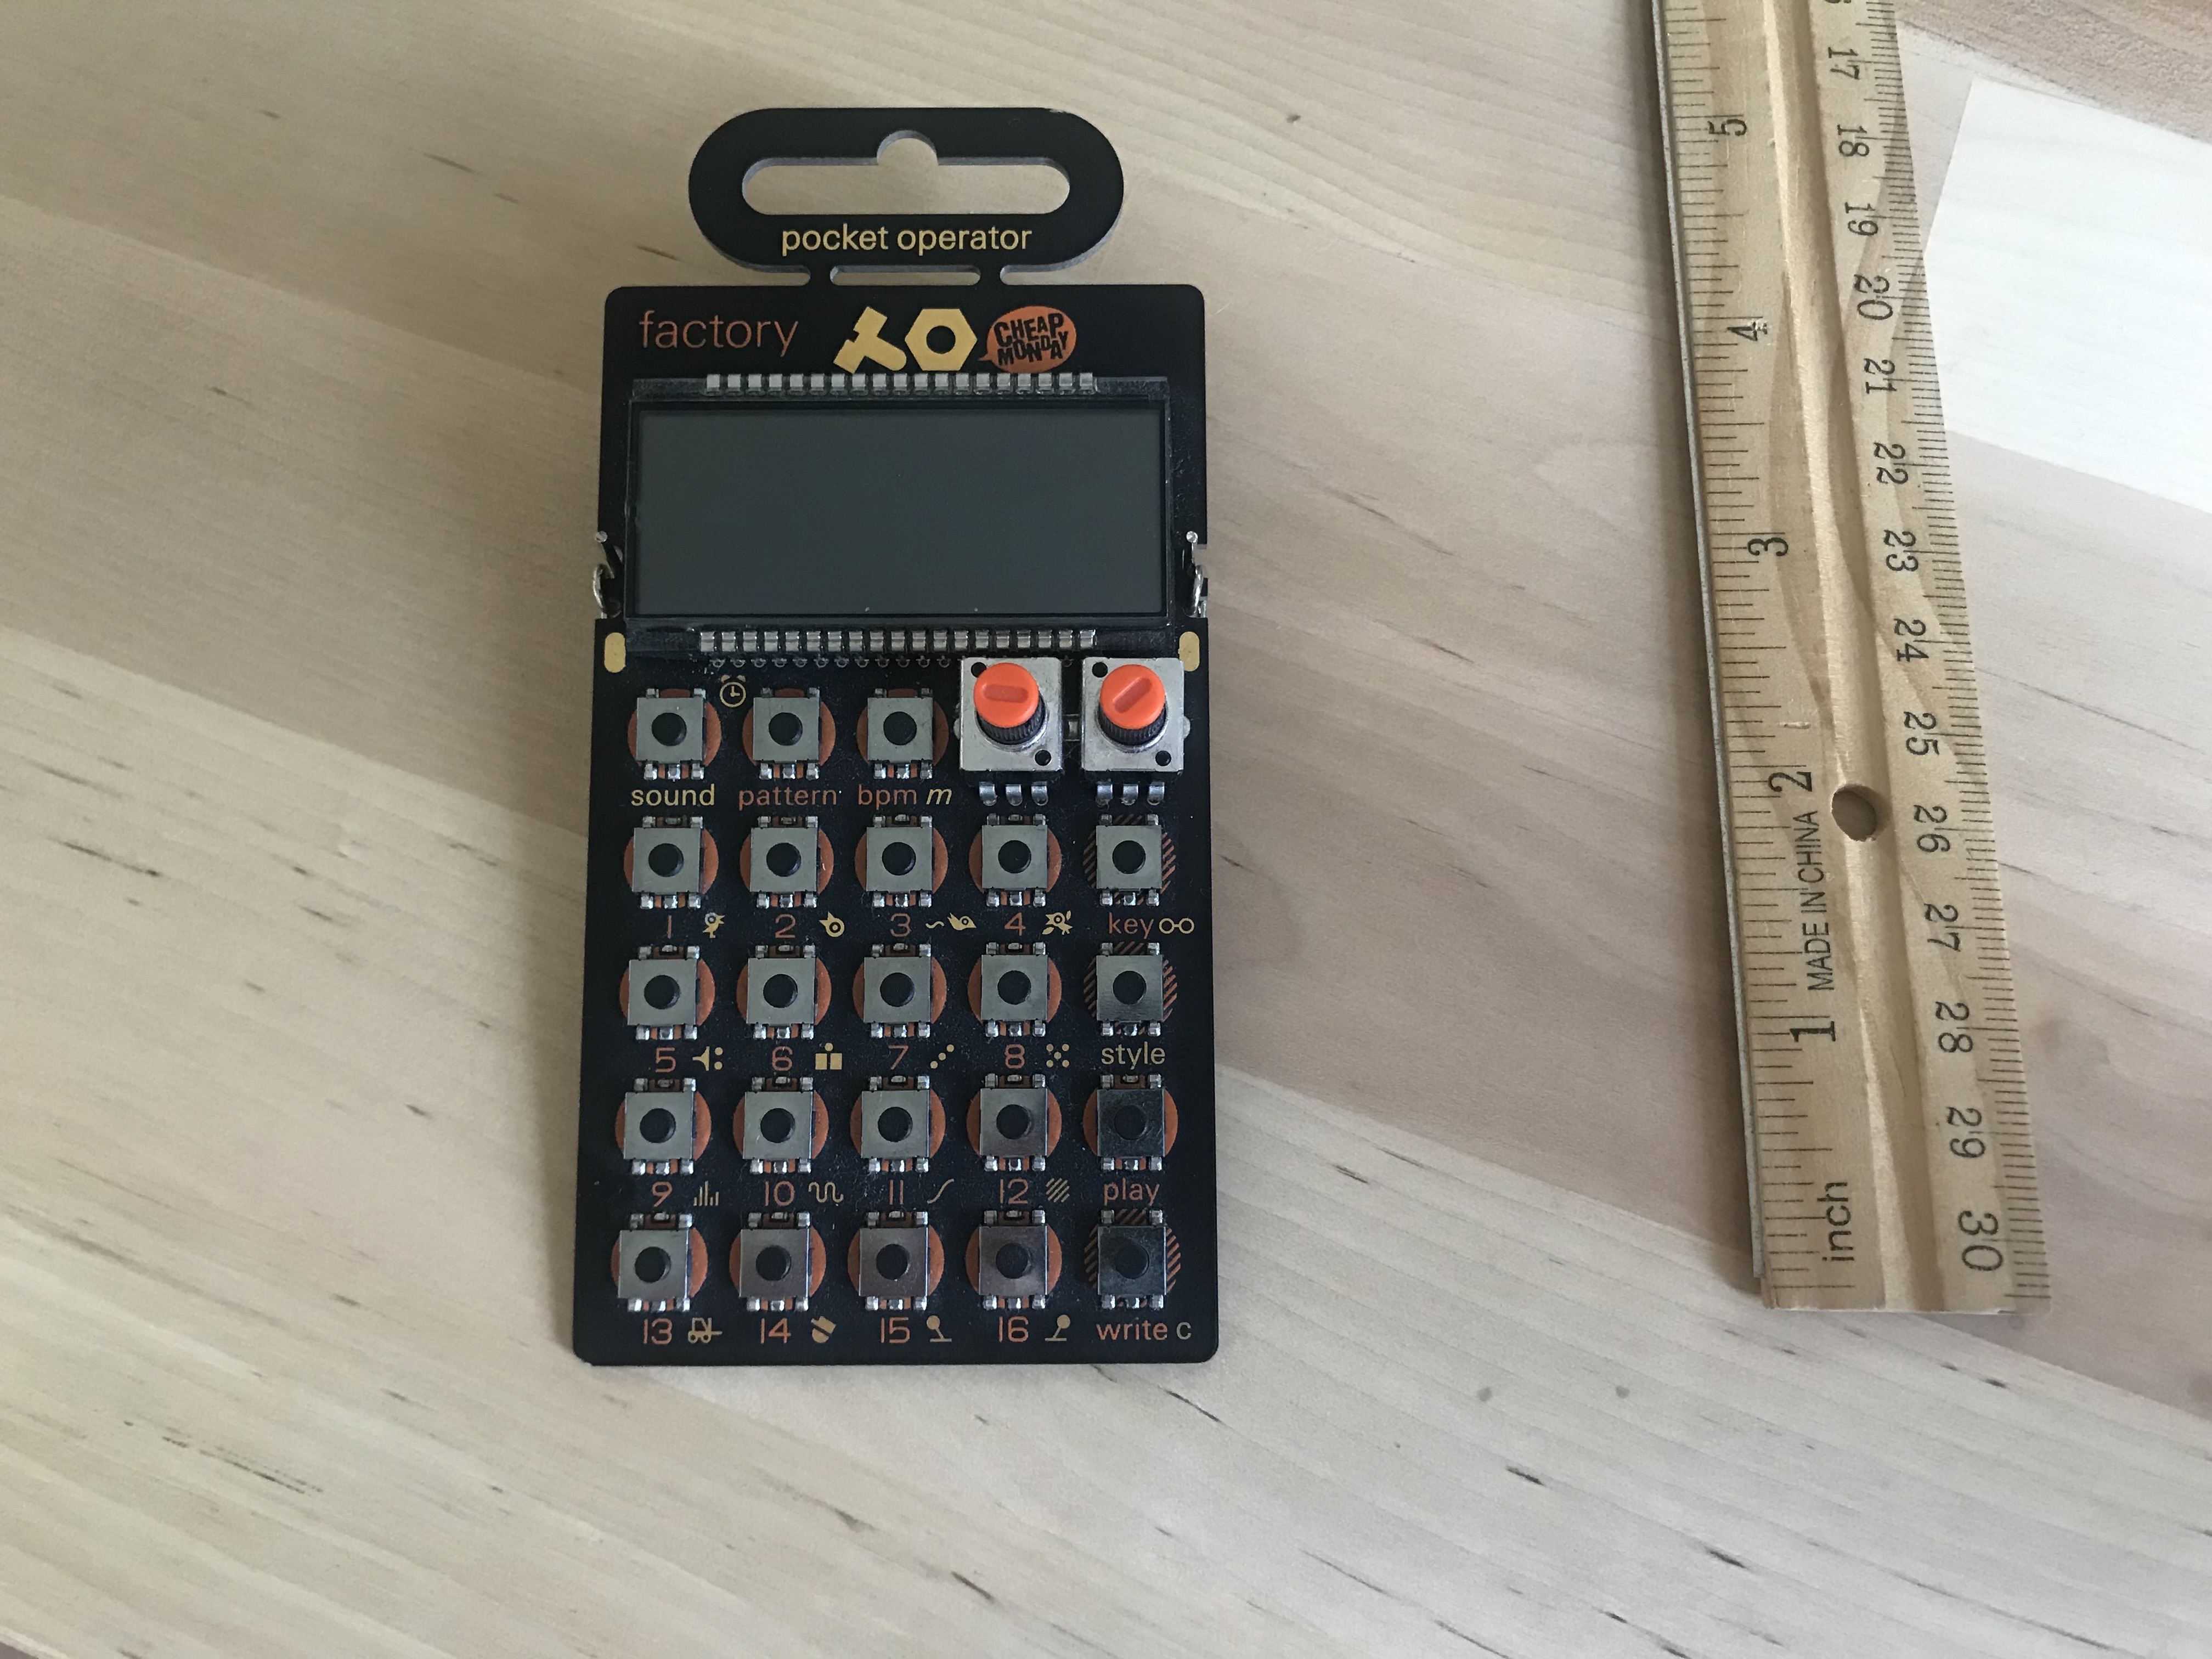 pocket operator
factory
CHEAP
MONDAY
sound pattern bpm m
1 2 3 4 key
5 6 7 8 style
9 10 11 12 play
13 14 15 16 write c
5
4
3
2
MADE IN CHINA
1
inch
17
18
19
20
21
22
23
24
25
26
27
28
29
30